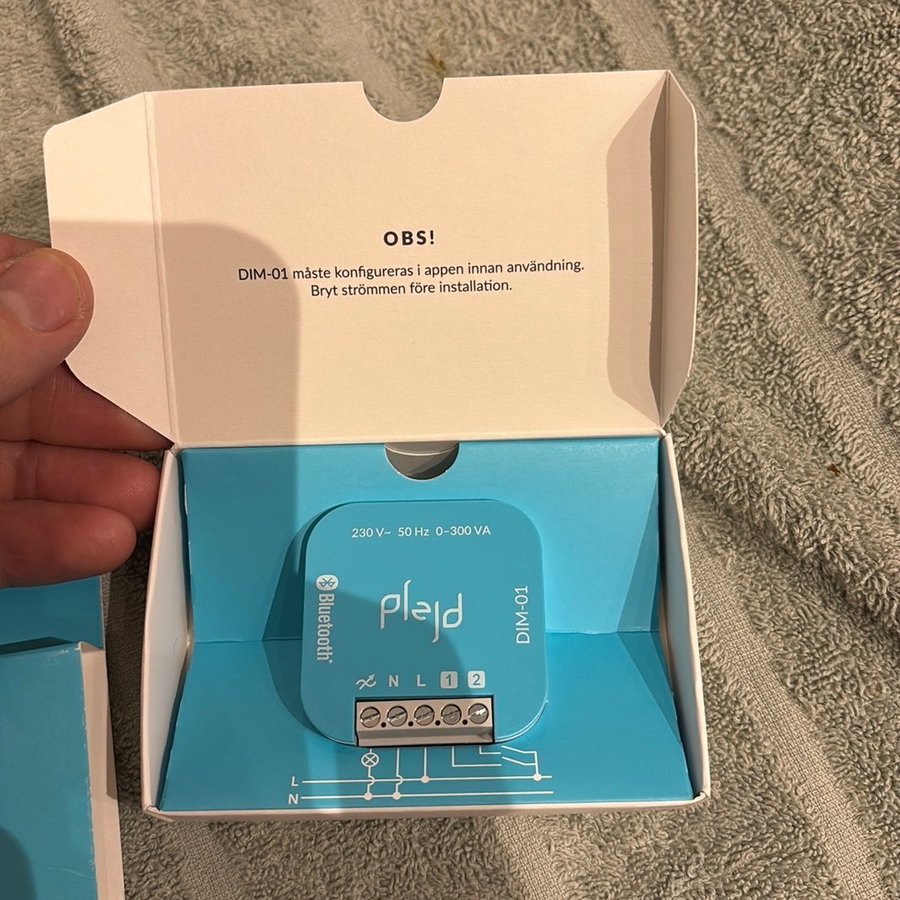 OBS!
DIM-01 måste konfigureras i appen innan användning.
Bryt strömmen före installation.
230 V~ 50 Hz 0–300 VA
Bluetooth®
plejd
DIM-01
N L 1 2
L
N